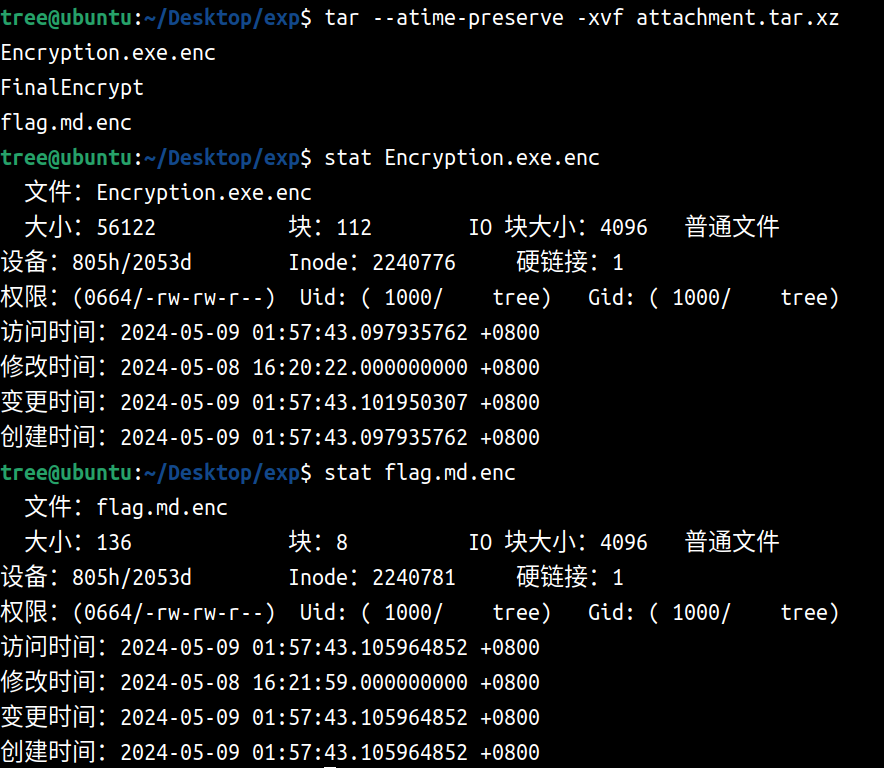 tree@ubuntu:~/Desktop/exp$ tar --atime-preserve -xvf attachment.tar.xz
Encryption.exe.enc
FinalEncrypt
flag.md.enc
tree@ubuntu:~/Desktop/exp$ stat Encryption.exe.enc
  文件：Encryption.exe.enc
  大小：56122           块：112        IO 块大小：4096   普通文件
设备：805h/2053d        Inode：2240776     硬链接：1
权限：(0664/-rw-rw-r--)  Uid: ( 1000/    tree)   Gid: ( 1000/    tree)
访问时间：2024-05-09 01:57:43.097935762 +0800
修改时间：2024-05-08 16:20:22.000000000 +0800
变更时间：2024-05-09 01:57:43.101950307 +0800
创建时间：2024-05-09 01:57:43.097935762 +0800
tree@ubuntu:~/Desktop/exp$ stat flag.md.enc
  文件：flag.md.enc
  大小：136             块：8          IO 块大小：4096   普通文件
设备：805h/2053d        Inode：2240781     硬链接：1
权限：(0664/-rw-rw-r--)  Uid: ( 1000/    tree)   Gid: ( 1000/    tree)
访问时间：2024-05-09 01:57:43.105964852 +0800
修改时间：2024-05-08 16:21:59.000000000 +0800
变更时间：2024-05-09 01:57:43.105964852 +0800
创建时间：2024-05-09 01:57:43.105964852 +0800